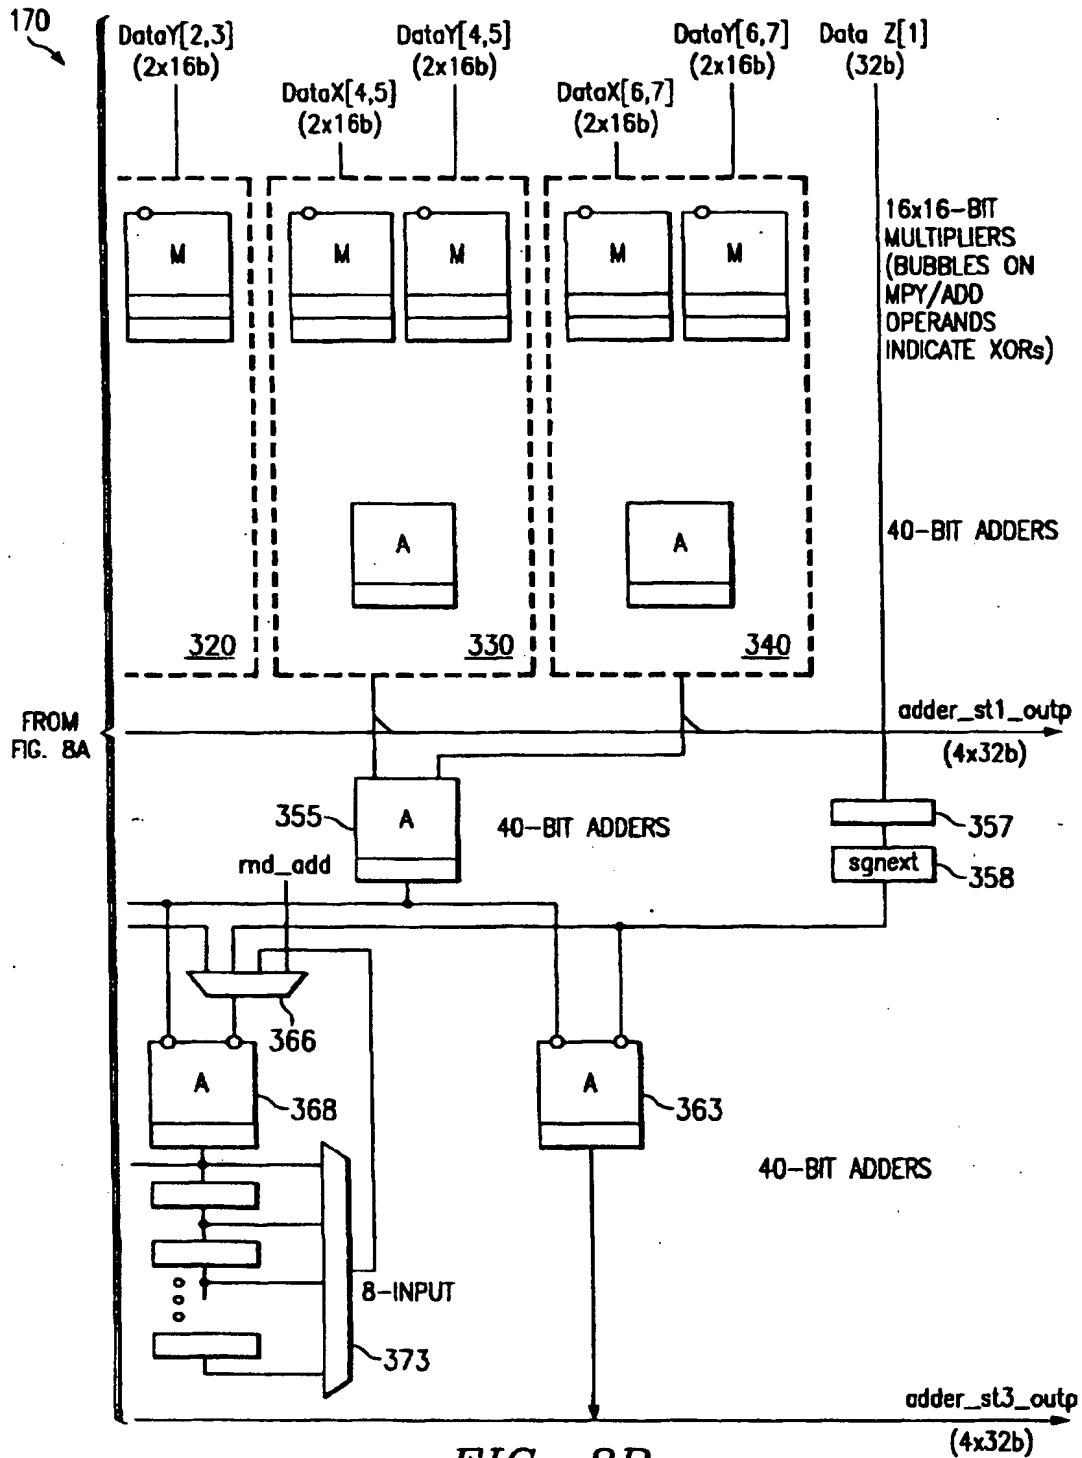 170
DataY[2,3]
(2x16b)
DataY[4,5]
(2x16b)
DataY[6,7]
(2x16b)
Data Z[1]
(32b)
DataX[4,5]
(2x16b)
DataX[6,7]
(2x16b)
M
M
M
M
M
16x16-BIT
MULTIPLIERS
(BUBBLES ON
MPY/ADD
OPERANDS
INDICATE XORs)
A
A
40-BIT ADDERS
320
330
340
FROM
FIG. 8A
adder_st1_outp
(4x32b)
355
A
40-BIT ADDERS
357
sgnext
358
rnd_add
366
A
368
A
363
40-BIT ADDERS
8-INPUT
373
adder_st3_outp
(4x32b)
FIG. 8B